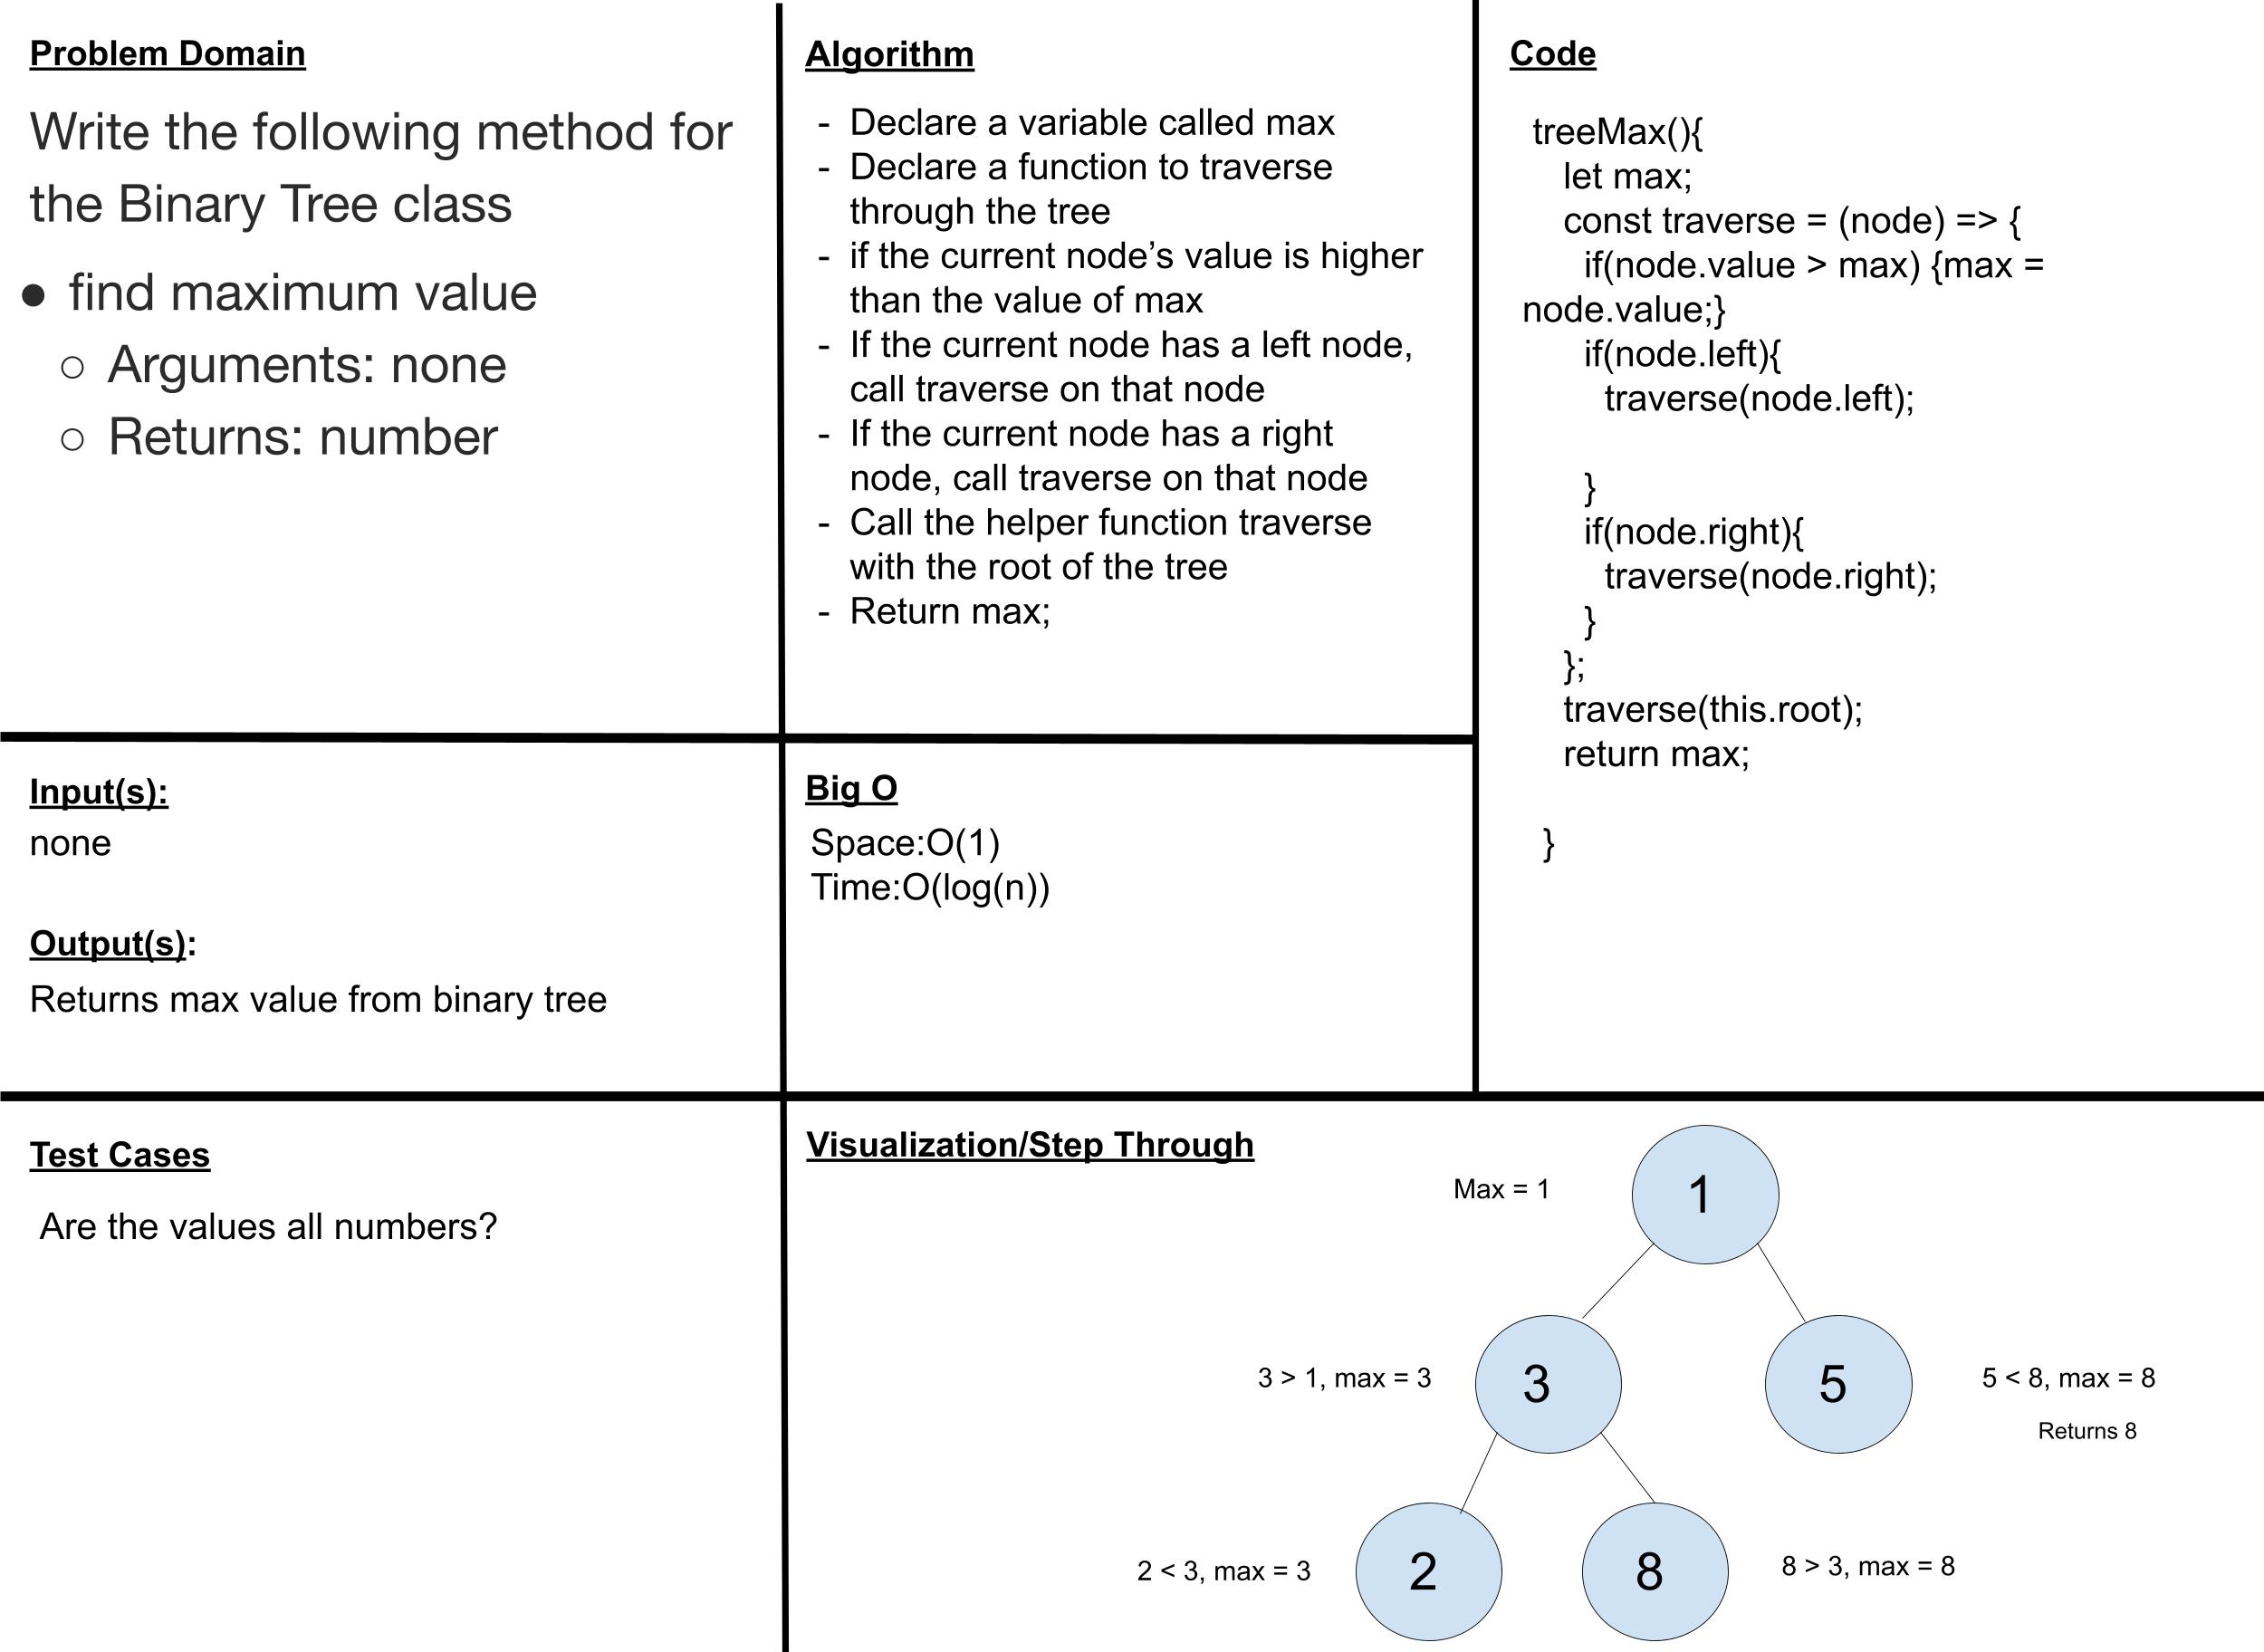 Problem Domain
Write the following method for
the Binary Tree class
● find maximum value
○ Arguments: none
○ Returns: number
Algorithm
- Declare a variable called max
- Declare a function to traverse
through the tree
- if the current node’s value is higher
than the value of max
- If the current node has a left node,
call traverse on that node
- If the current node has a right
node, call traverse on that node
- Call the helper function traverse
with the root of the tree
- Return max;
Code
treeMax(){
let max;
const traverse = (node) => {
if(node.value > max) {max =
node.value;}
if(node.left){
traverse(node.left);
}
if(node.right){
traverse(node.right);
}
};
traverse(this.root);
return max;
}
Input(s):
none
Output(s):
Returns max value from binary tree
Big O
Space:O(1)
Time:O(log(n))
Test Cases
Are the values all numbers?
Visualization/Step Through
Max = 1
1
3 > 1, max = 3
3
5
5 < 8, max = 8
Returns 8
2 < 3, max = 3
2
8
8 > 3, max = 8